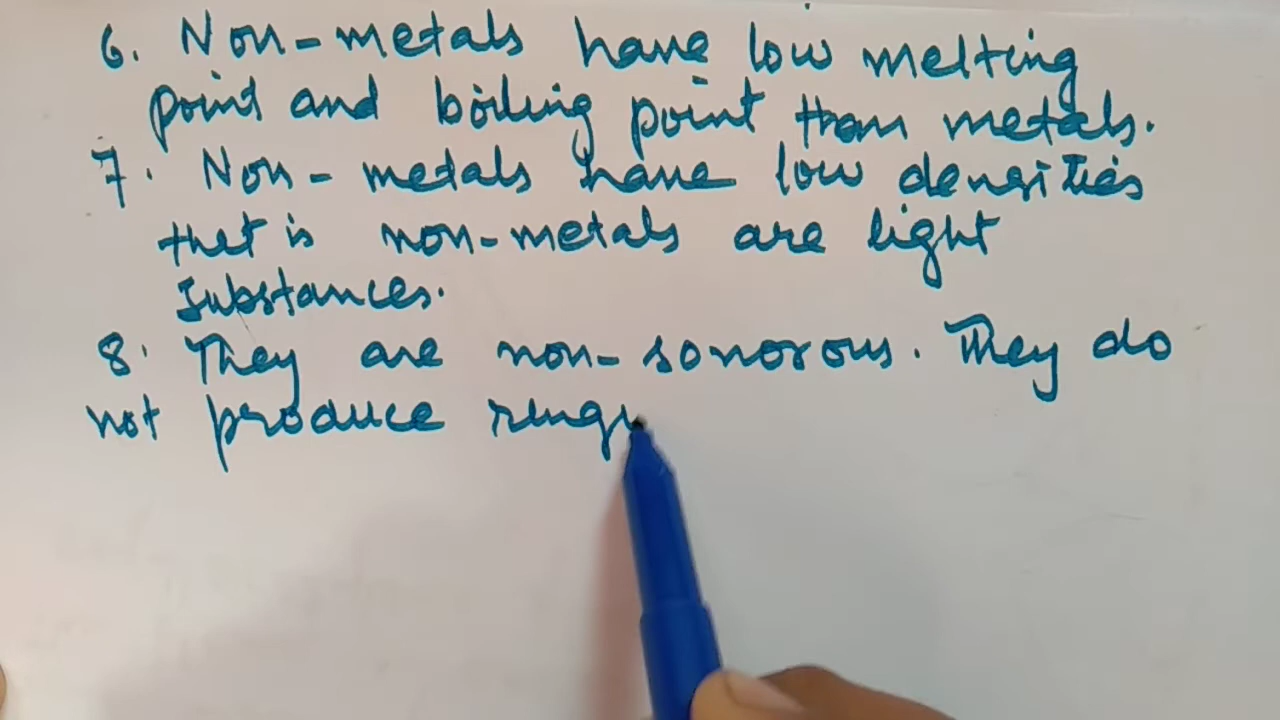 6. Non-metals have low melting
point and boiling point than metals.
7. Non-metals have low densities
that is non-metals are light
substances.
8. They are non-sonorous. They do
not produce